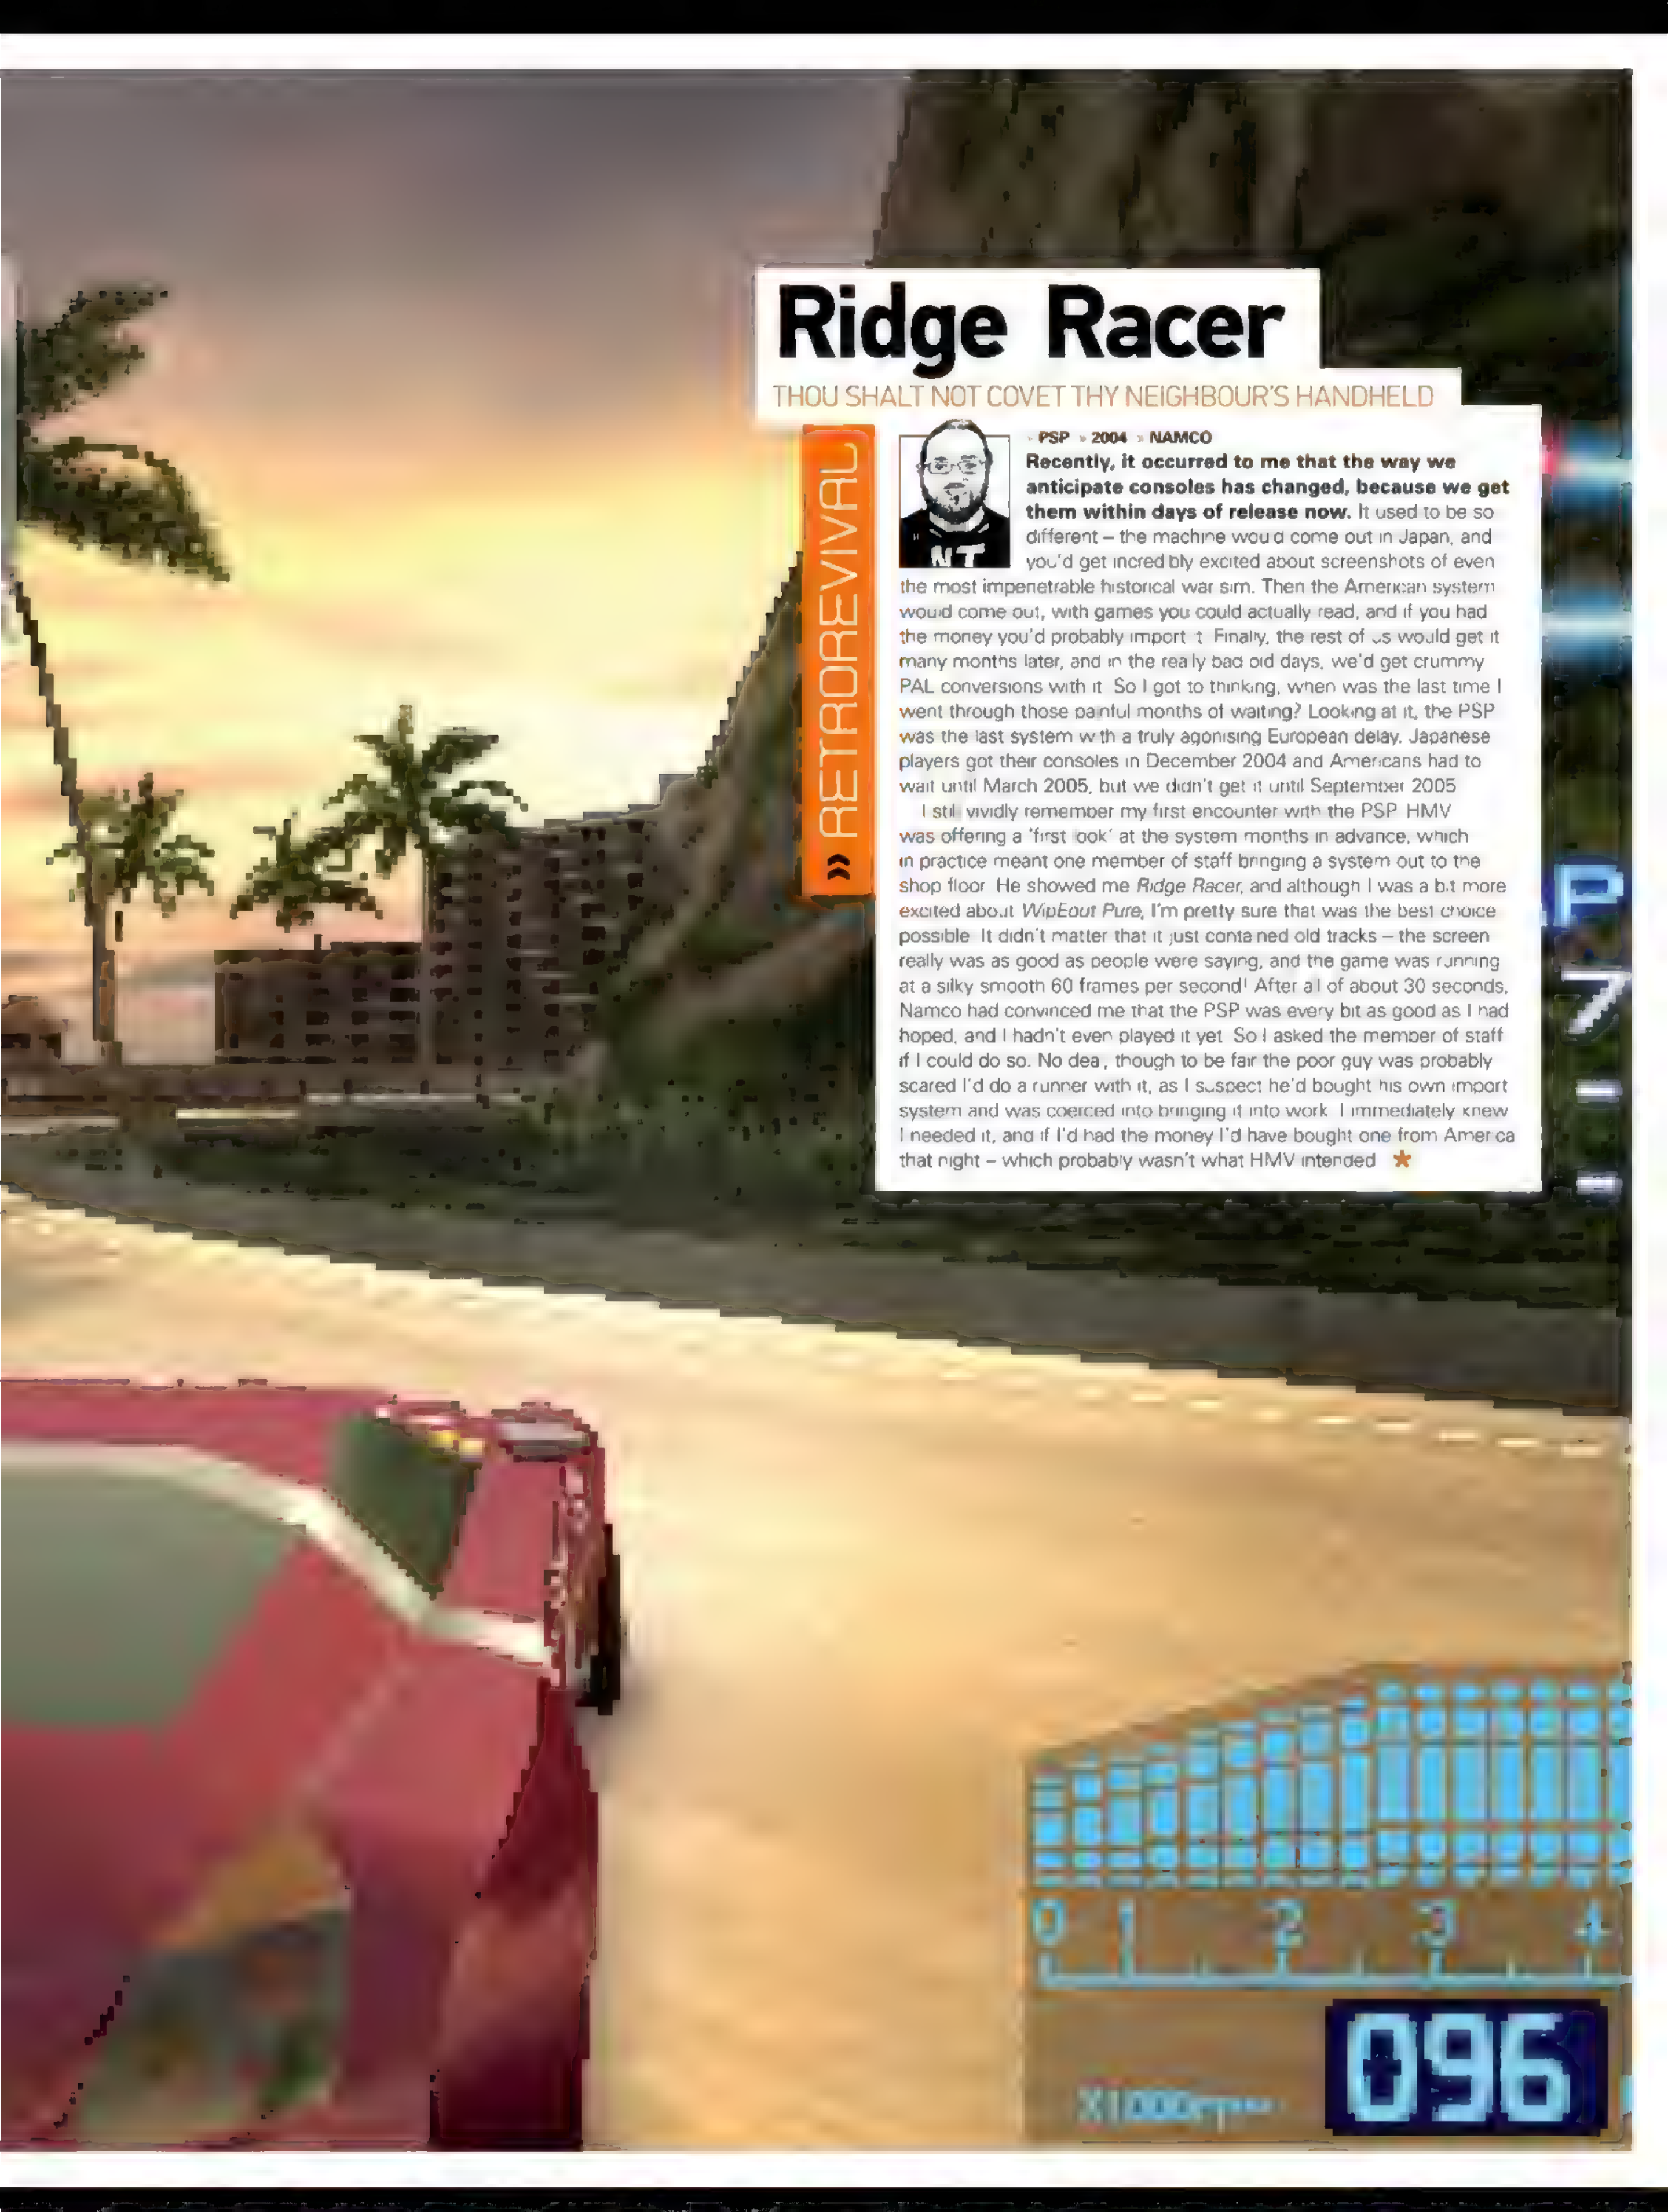 Ridge Racer
THOU SHALT NOT COVET THY NEIGHBOUR'S HANDHELD
» RETROREVIVAL
» PSP » 2004 » NAMCO
Recently, it occurred to me that the way we
anticipate consoles has changed, because we get
them within days of release now. It used to be so
different – the machine would come out in Japan, and
you'd get incredibly excited about screenshots of even
the most impenetrable historical war sim. Then the American system
would come out, with games you could actually read, and if you had
the money you'd probably import it. Finally, the rest of us would get it
many months later, and in the really bad old days, we'd get crummy
PAL conversions with it. So I got to thinking, when was the last time I
went through those painful months of waiting? Looking at it, the PSP
was the last system with a truly agonising European delay. Japanese
players got their consoles in December 2004 and Americans had to
wait until March 2005, but we didn't get it until September 2005.
I still vividly remember my first encounter with the PSP. HMV
was offering a 'first look' at the system months in advance, which
in practice meant one member of staff bringing a system out to the
shop floor. He showed me Ridge Racer, and although I was a bit more
excited about WipEout Pure, I'm pretty sure that was the best choice
possible. It didn't matter that it just contained old tracks – the screen
really was as good as people were saying, and the game was running
at a silky smooth 60 frames per second! After all of about 30 seconds,
Namco had convinced me that the PSP was every bit as good as I had
hoped, and I hadn't even played it yet. So I asked the member of staff
if I could do so. No deal, though to be fair the poor guy was probably
scared I'd do a runner with it, as I suspect he'd bought his own import
system and was coerced into bringing it into work. I immediately knew
I needed it, and if I'd had the money I'd have bought one from America
that night – which probably wasn't what HMV intended.
NT
P
7
0 1 2 3 4
X1000rpm
096